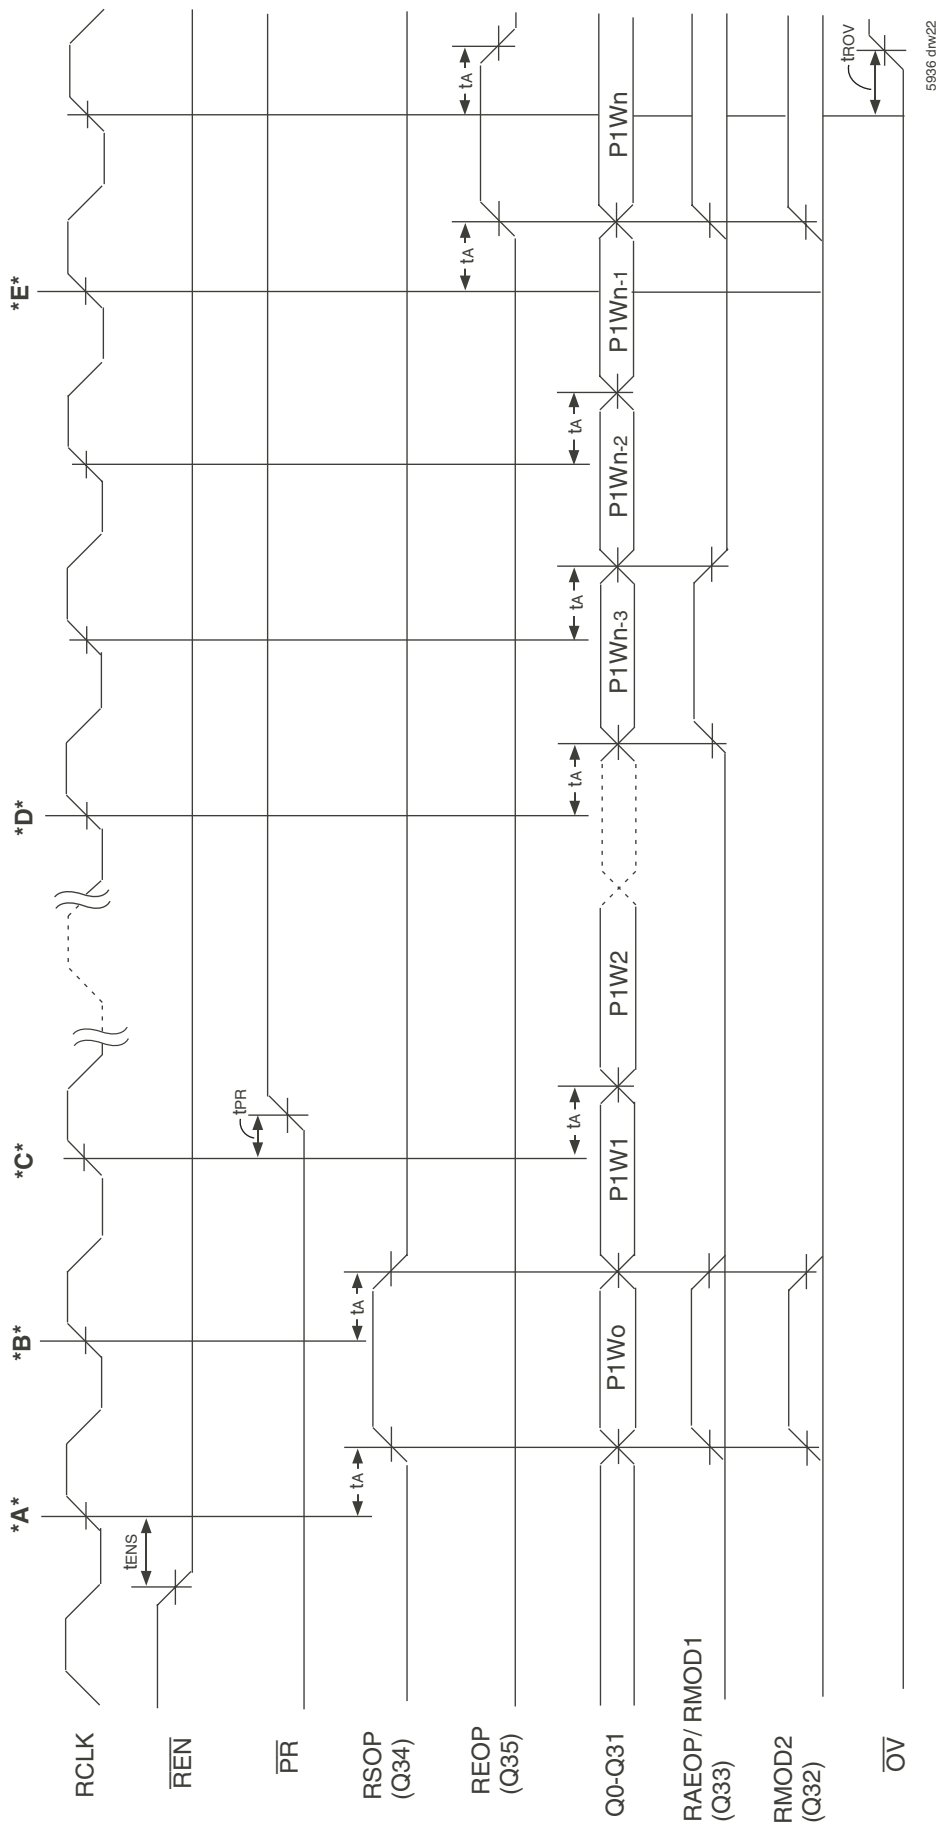 *A*
*B*
*C*
*D*
*E*
RCLK
tENS
REN
tPR
PR
tA
tA
RSOP
(Q34)
tA
tA
REOP
(Q35)
tA
tA
tA
tA
Q0-Q31
P1Wo
P1W1
P1W2
P1Wn-3
P1Wn-2
P1Wn-1
P1Wn
RAEOP/ RMOD1
(Q33)
RMOD2
(Q32)
tROV
OV
5936 drw22